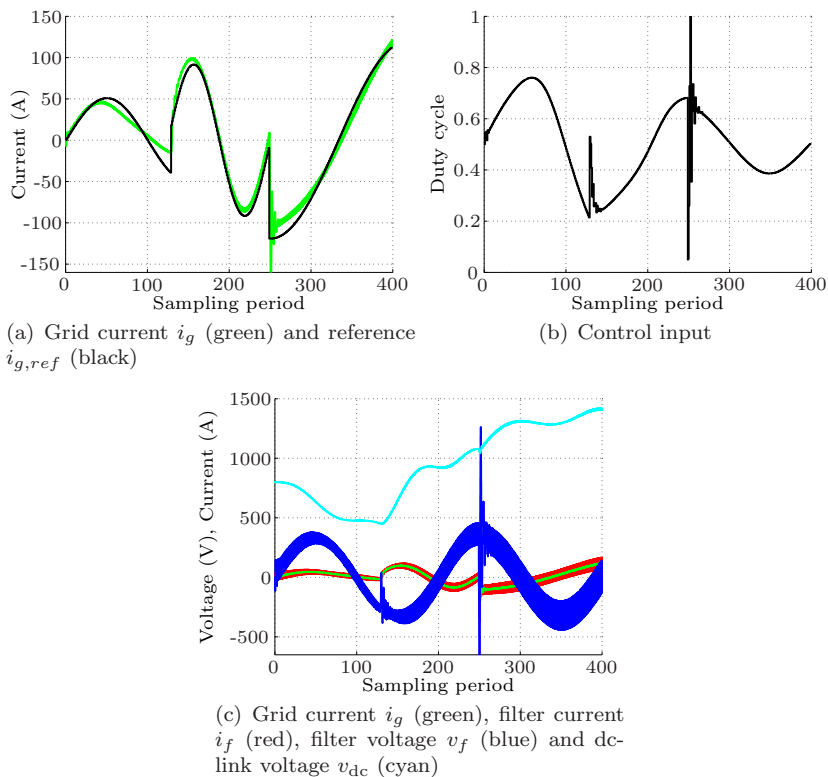 150
100
50
0
-50
-100
-150
0 100 200 300 400
Current (A)
Sampling period
(a) Grid current i_g (green) and reference
i_{g,ref} (black)
1
0.8
0.6
0.4
0.2
0
0 100 200 300 400
Duty cycle
Sampling period
(b) Control input
1500
1000
500
0
-500
0 100 200 300 400
Voltage (V), Current (A)
Sampling period
(c) Grid current i_g (green), filter current
i_f (red), filter voltage v_f (blue) and dc-
link voltage v_{dc} (cyan)